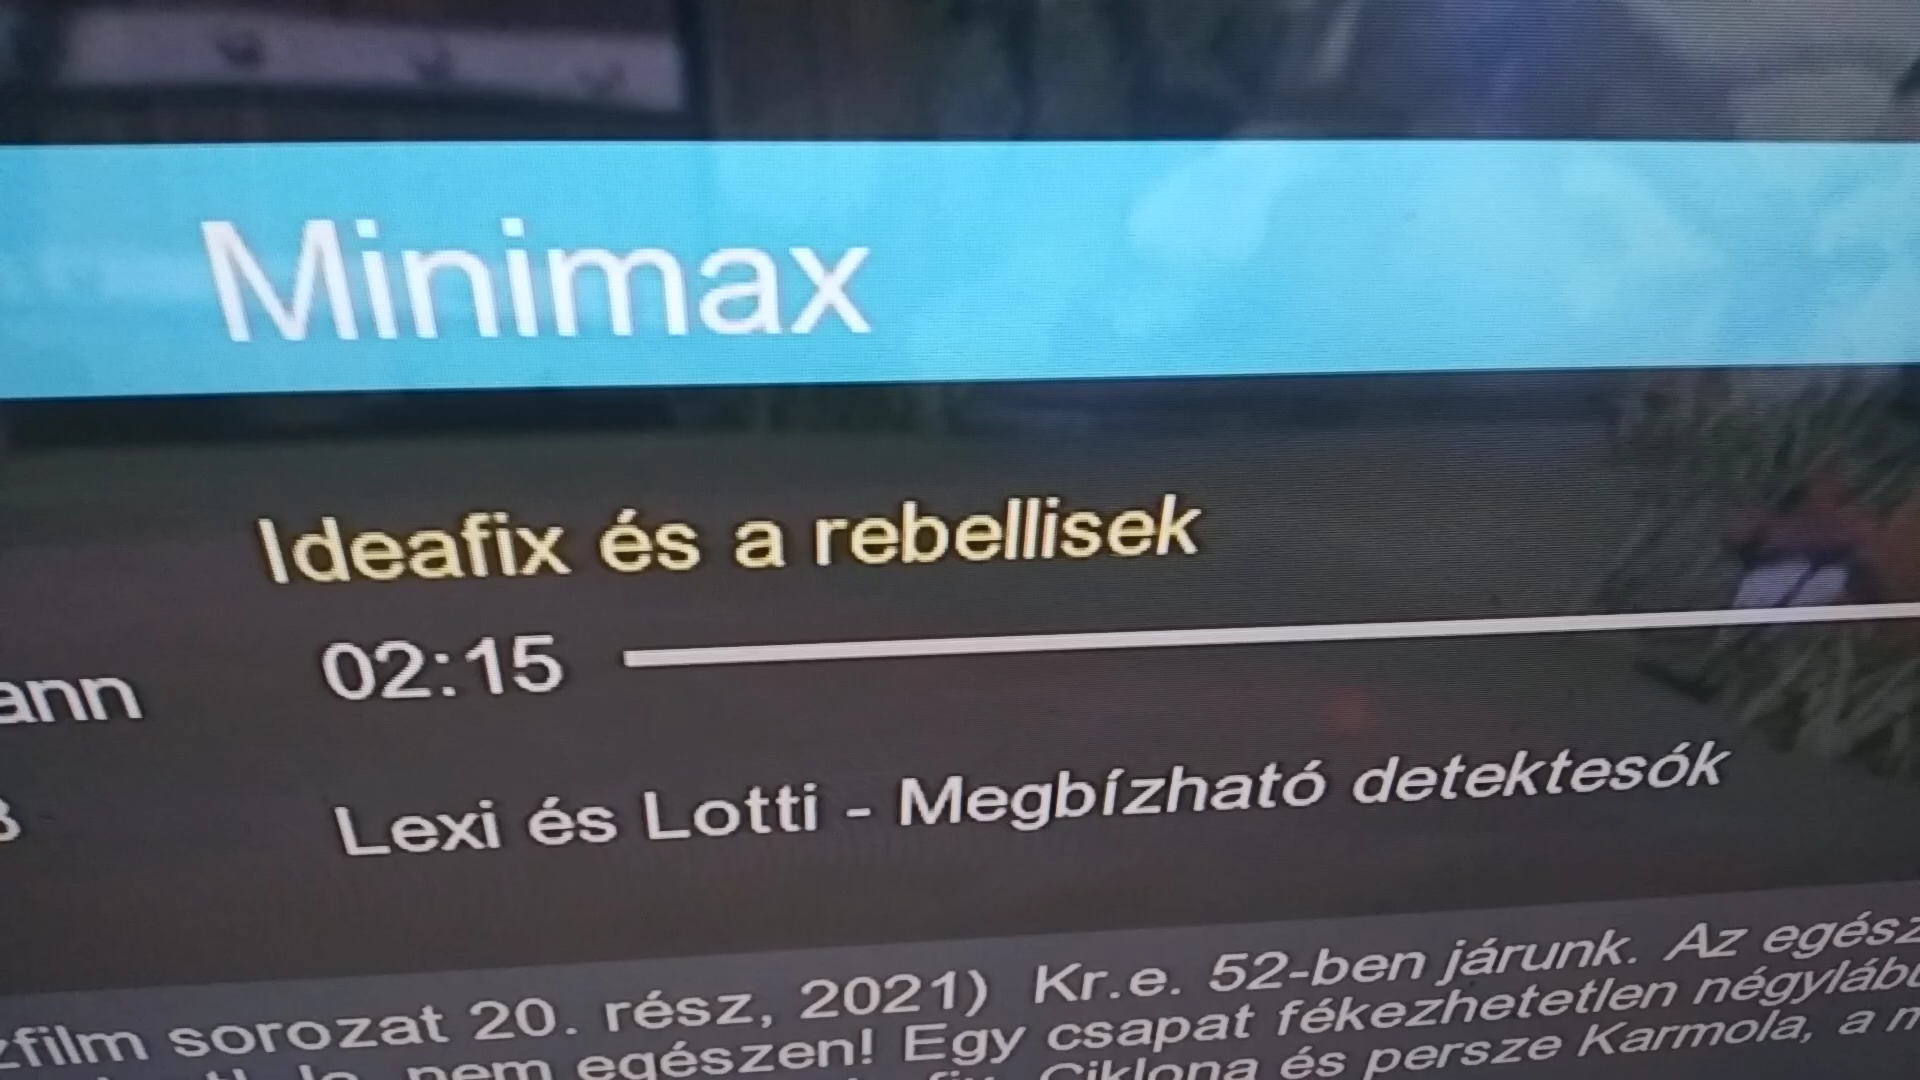 Minimax
Ideafix és a rebellisek
02:15
ann
Lexi és Lotti - Megbízható detektesók
zfilm sorozat 20. rész, 2021) Kr.e. 52-ben járunk. Az egész
nem egészen! Egy csapat fékezhetetlen négylábú
Ciklona és persze Karmola, a m